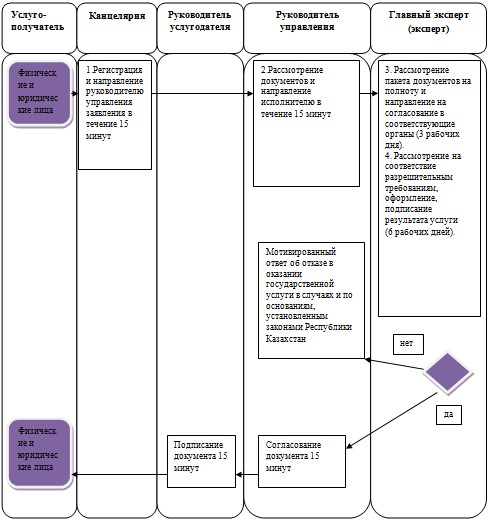 Услуго-
получатель
Канцелярия
Руководитель
услугодателя
Руководитель
управления
Главный эксперт
(эксперт)
Физическ
ие и
юридичес
кие лица
1.Регистрация
и направление
руководителю
управления
заявления в
течение 15
минут
2.Рассмотрение
документов и
направление
исполнителю в
течение 15 минут
3. Рассмотрение
пакета документов на
полноту и
направление на
согласование в
соответствующие
органы (3 рабочих
дня).
4. Рассмотрение на
соответствие
разрешительным
требованиям,
оформление,
подписание
результата услуги
(6 рабочих дней).
Мотивированный
ответ об отказе в
оказании
государственной
услуги в случаях и по
основаниям,
установленным
законами Республики
Казахстан
нет
да
Физическ
ие и
юридичес
кие лица
Подписание
документа 15
минут
Согласование
документа 15
минут